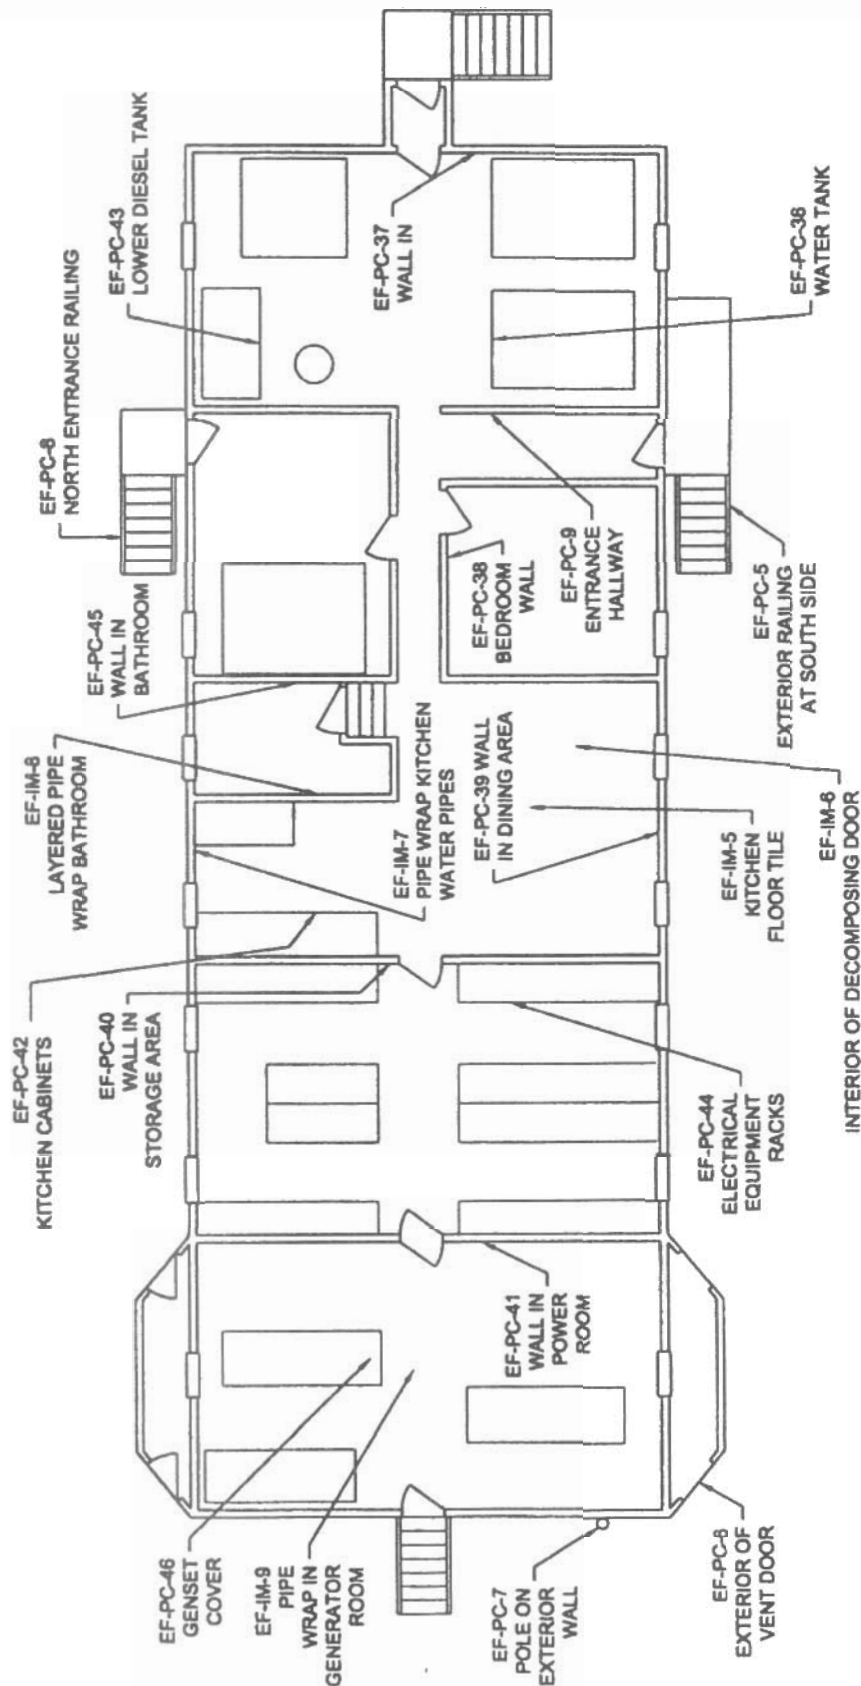 EF-PC-46
GENSET
COVER
EF-IM-9
PIPE
WRAP IN
GENERATOR
ROOM
EF-PC-42
KITCHEN CABINETS
EF-PC-40
WALL IN
STORAGE AREA
EF-IM-8
LAYERED PIPE
WRAP BATHROOM
EF-PC-45
WALL IN
BATHROOM
EF-PC-8
NORTH ENTRANCE RAILING
EF-PC-43
LOWER DIESEL TANK
EF-PC-37
WALL IN
EF-IM-7
PIPE WRAP KITCHEN
WATER PIPES
EF-PC-39 WALL
IN DINING AREA
EF-PC-38
BEDROOM
WALL
EF-PC-9
ENTRANCE
HALLWAY
EF-PC-41
WALL IN
POWER
ROOM
EF-PC-7
POLE ON
EXTERIOR
WALL
EF-PC-6
EXTERIOR OF
VENT DOOR
EF-PC-44
ELECTRICAL
EQUIPMENT
RACKS
EF-IM-5
KITCHEN
FLOOR TILE
EF-IM-6
INTERIOR OF DECOMPOSING DOOR
EF-PC-5
EXTERIOR RAILING
AT SOUTH SIDE
EF-PC-36
WATER TANK